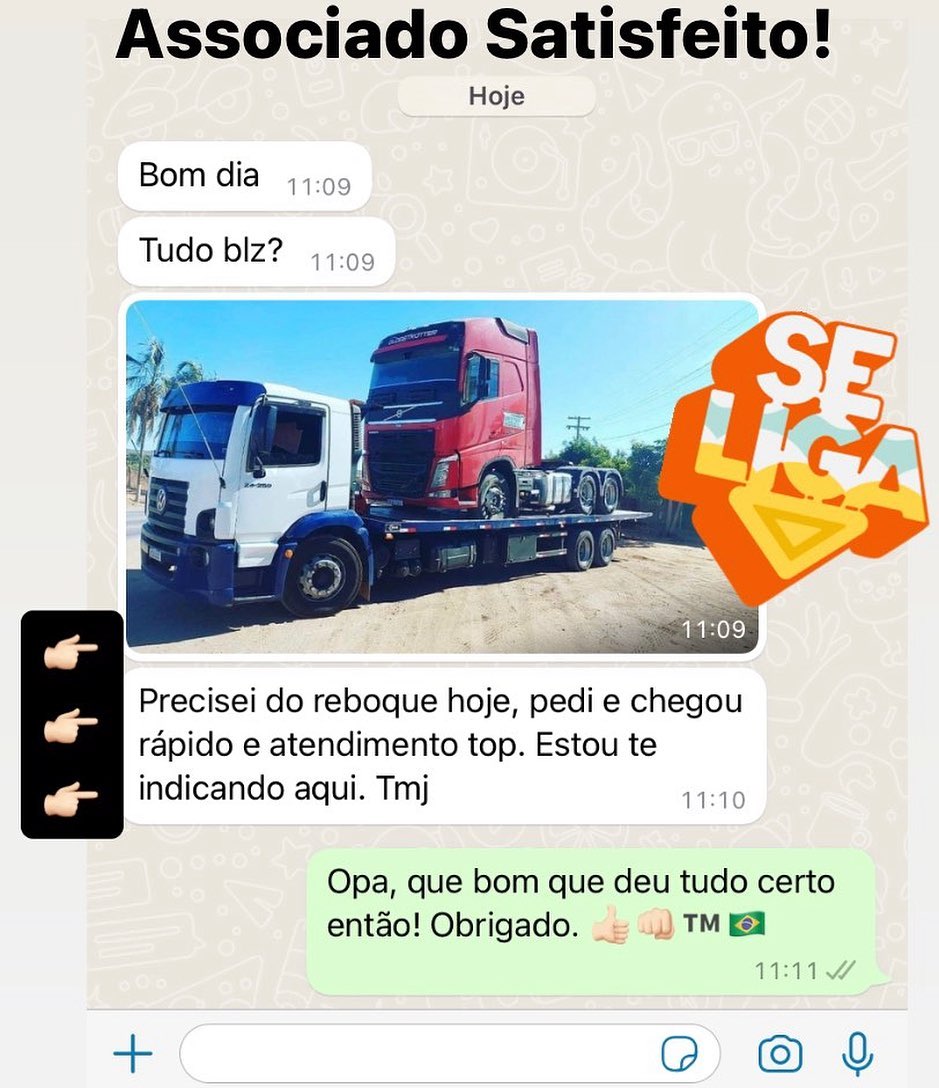 Associado Satisfeito!
Hoje
Bom dia 11:09
Tudo blz? 11:09
GLOBETROTTER
SE
LIGA
11:09
Precisei do reboque hoje, pedi e chegou
rápido e atendimento top. Estou te
indicando aqui. Tmj
11:10
Opa, que bom que deu tudo certo
então! Obrigado. 👍🏻👊🏻™️🇧🇷
11:11